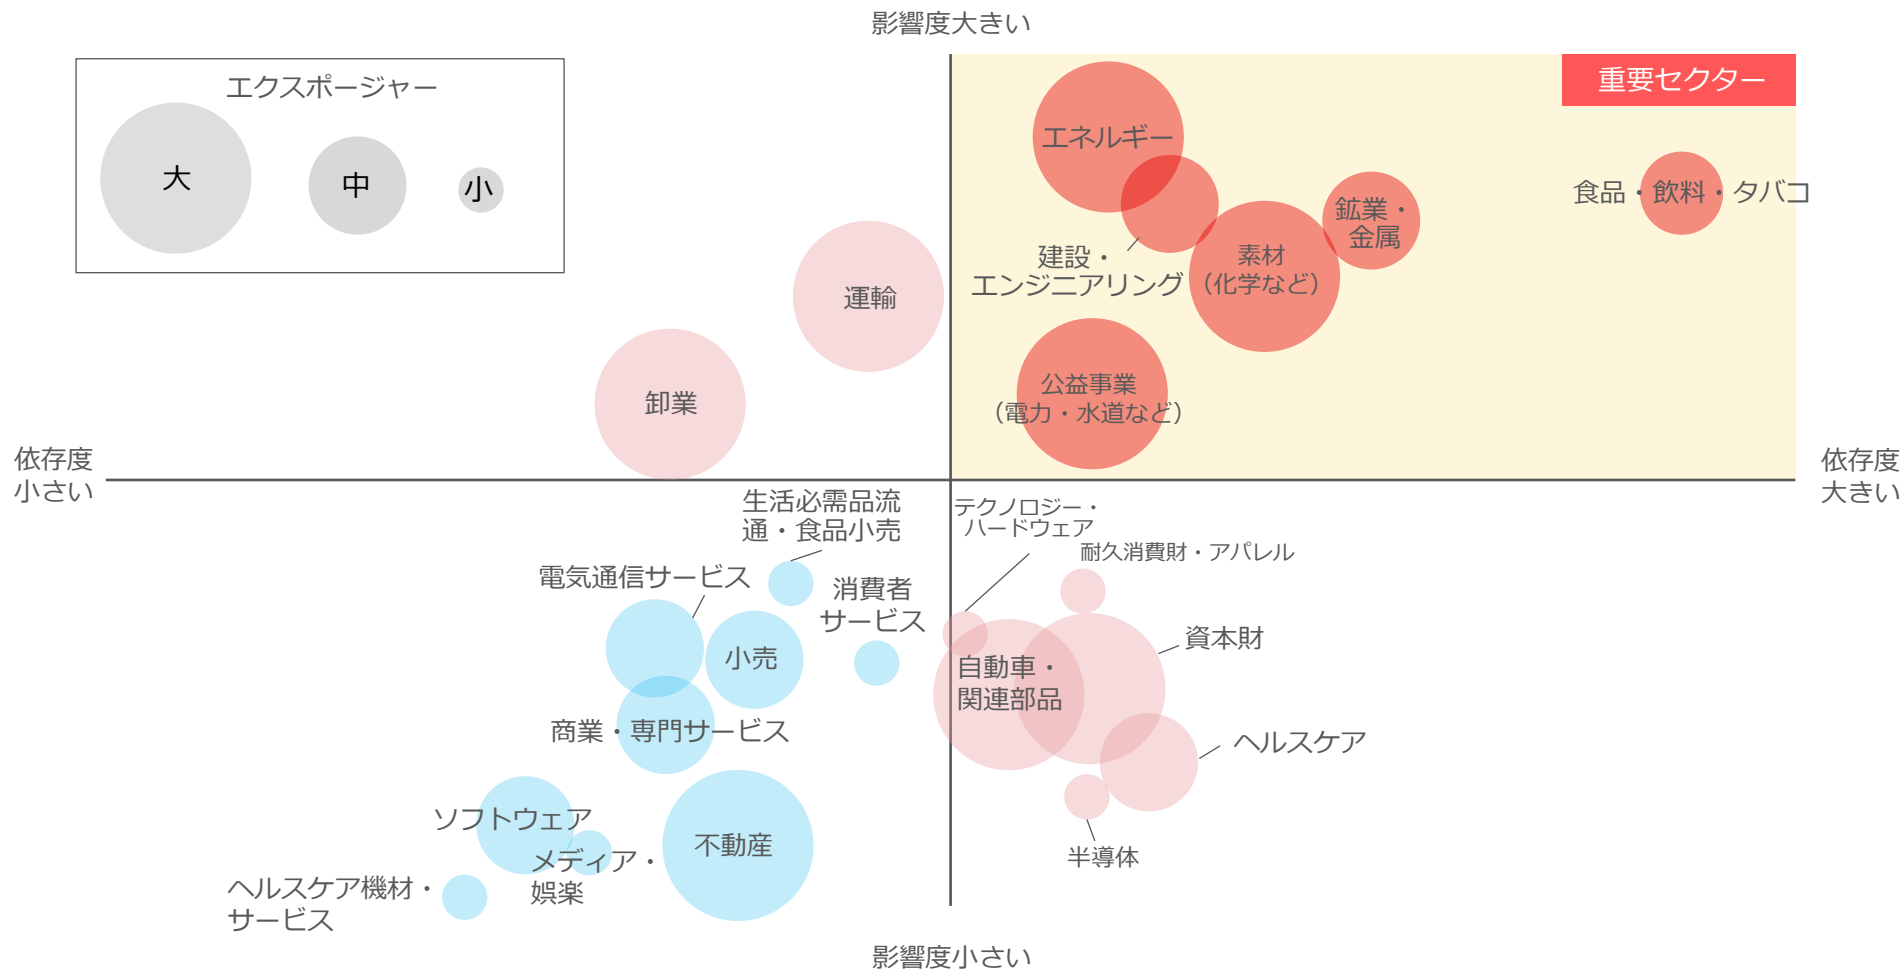 影響度大きい
エクスポージャー
大
中
小
重要セクター
エネルギー
食品・飲料・タバコ
鉱業・
金属
建設・
エンジニアリング
素材
（化学など）
運輸
卸業
公益事業
（電力・水道など）
依存度
小さい
依存度
大きい
生活必需品流
通・食品小売
テクノロジー・
ハードウェア
耐久消費財・アパレル
電気通信サービス
消費者
サービス
小売
資本財
自動車・
関連部品
商業・専門サービス
ヘルスケア
ソフトウェア
メディア・
娯楽
不動産
半導体
ヘルスケア機材・
サービス
影響度小さい